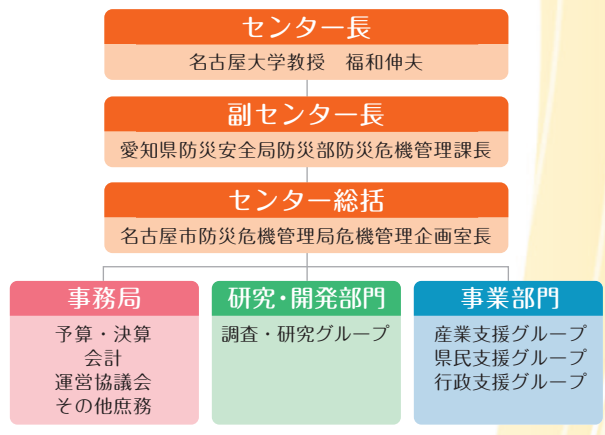 センター長
名古屋大学教授　福和伸夫
副センター長
愛知県防災安全局防災部防災危機管理課長
センター総括
名古屋市防災危機管理局危機管理企画室長
事務局
予算・決算
会計
運営協議会
その他庶務
研究・開発部門
調査・研究グループ
事業部門
産業支援グループ
県民支援グループ
行政支援グループ